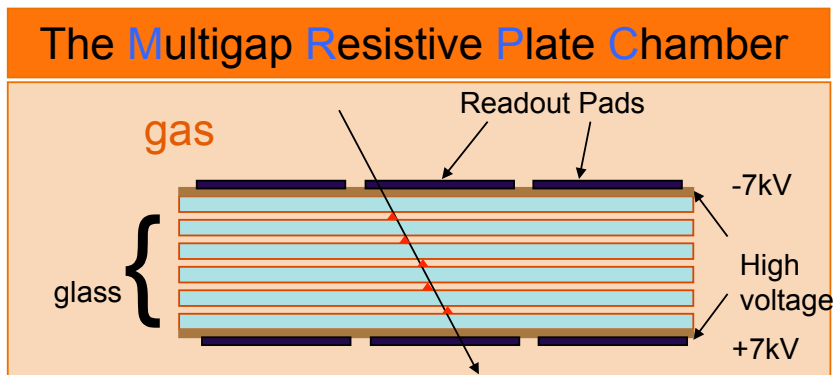 The Multigap Resistive Plate Chamber
Readout Pads
gas
-7kV
glass
High
voltage
+7kV